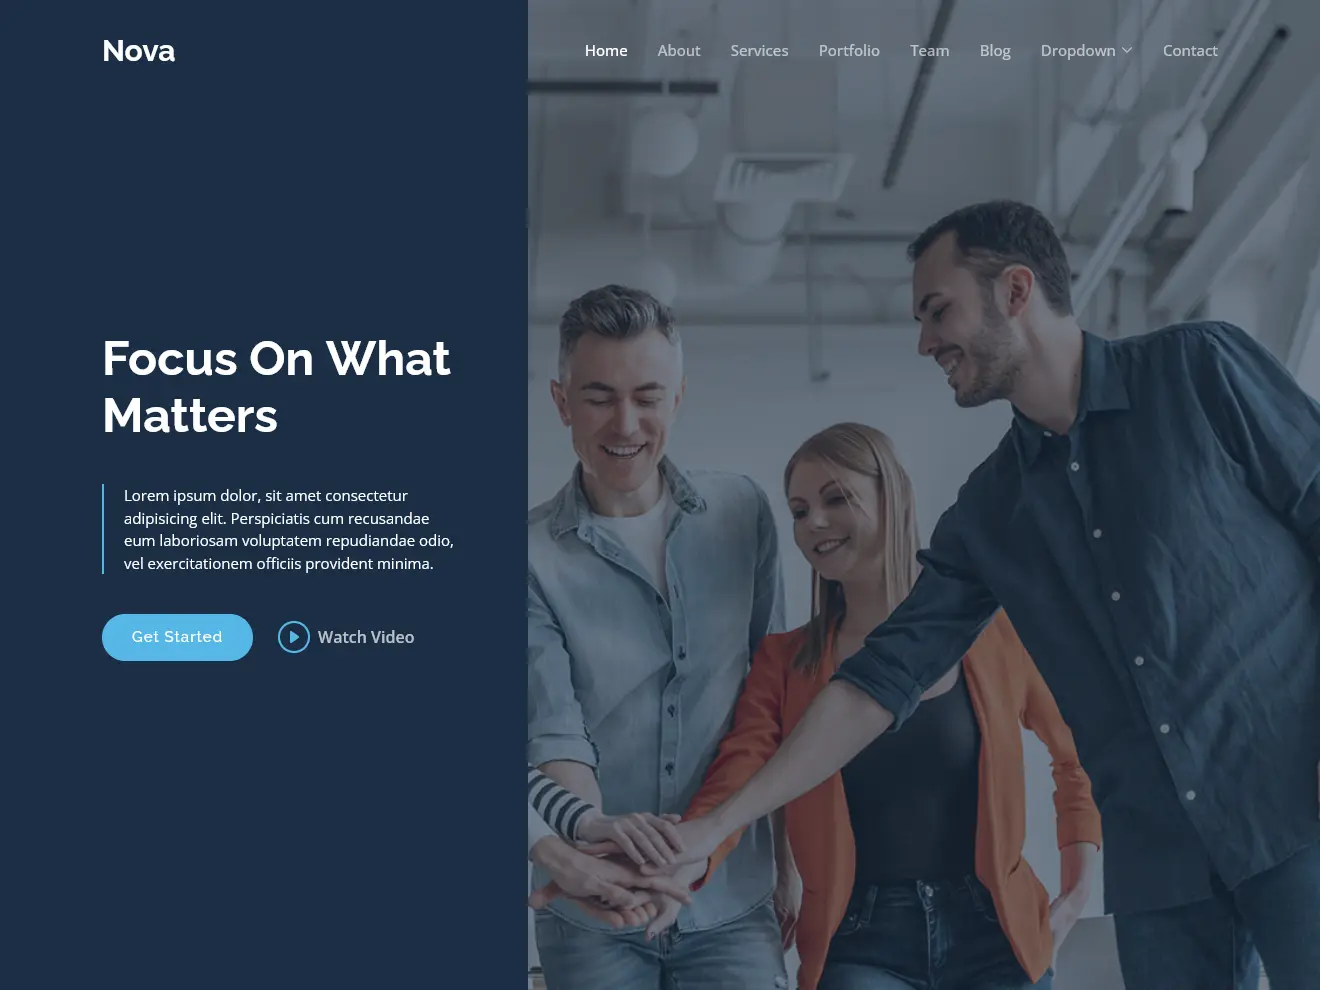 Nova
Home About Services Portfolio Team Blog Dropdown Contact
Focus On What
Matters
Lorem ipsum dolor, sit amet consectetur
adipisicing elit. Perspiciatis cum recusandae
eum laboriosam voluptatem repudiandae odio,
vel exercitationem officiis provident minima.
Get Started
Watch Video